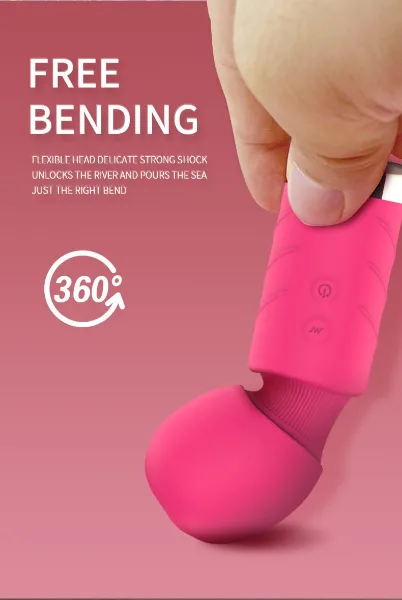 FREE
BENDING
FLEXIBLE HEAD DELICATE STRONG SHOCK
UNLOCKS THE RIVER AND POURS THE SEA
JUST THE RIGHT BEND
360°